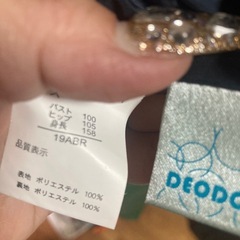 バスト 100
ヒップ 105
身長 158
19ABR
品質表示
表地 ポリエステル 100%
裏地 ポリエステル 100%
DEODO